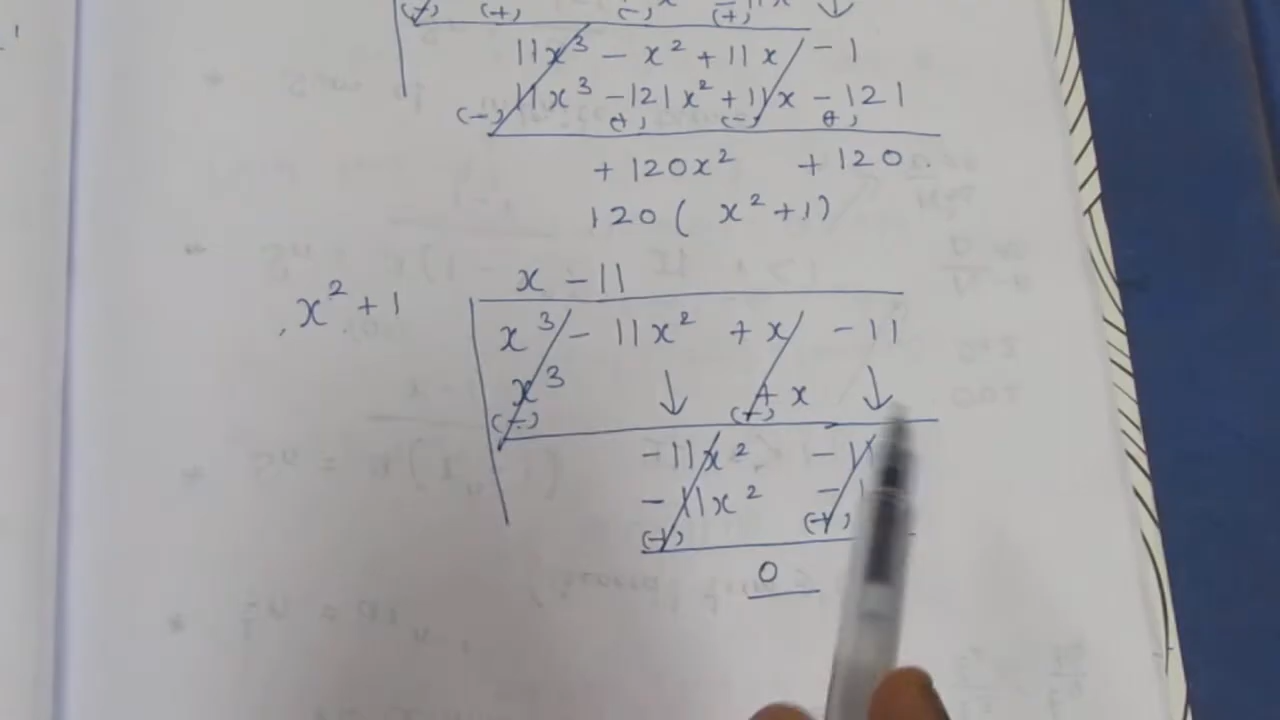 11x³ - x² + 11x - 1
11x³ - 121x² + 11x - 121
(-) (+) (-) (+)
+ 120x² + 120
120 ( x² + 1)
x - 11
x² + 1 x³ - 11x² + x - 11
x³ + x
(-) (-)
- 11x² - 11
- 11x² -
(+) (+)
0